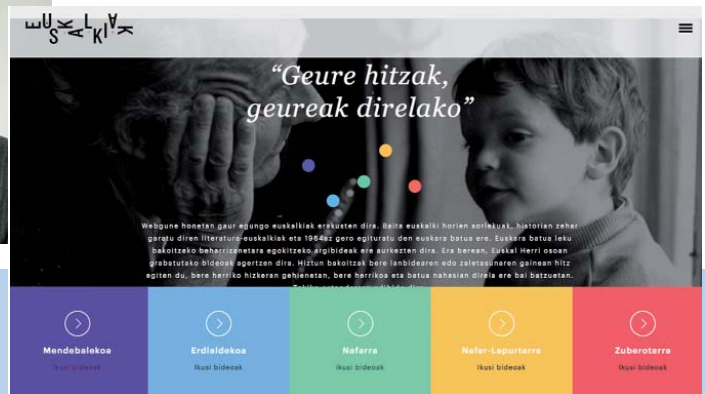 EUSKALKIAK
“Geure hitzak,
geureak direlako”
Webgune honetan gaur egungo euskalkiak erakusten dira. Baita euskalki horien sorlekuak, historian zehar
garatu diren literatura-euskalkiak eta 1964az gero egituratu den euskara batua ere. Euskara batua leku
bakoitzeko beharrizanetara egokitzeko argibideak ere aurkezten dira. Era berean, Euskal Herri osoan
grabatutako bideoak agertzen dira. Hiztun bakoitzak bere lanbidearen edo zaletasunaren gainean hitz
egiten du, bere herriko hizkeran gehienetan, bere herrikoa eta batua nahasian direla ere bai batzuetan.
Mendebalekoa
Ikusi bideoak
Erdialdekoa
Ikusi bideoak
Nafarra
Ikusi bideoak
Nafar-Lapurtarra
Ikusi bideoak
Zuberotarra
Ikusi bideoak